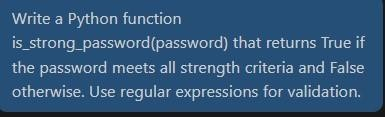 Write a Python function
is_strong_password(password) that returns True if
the password meets all strength criteria and False
otherwise. Use regular expressions for validation.